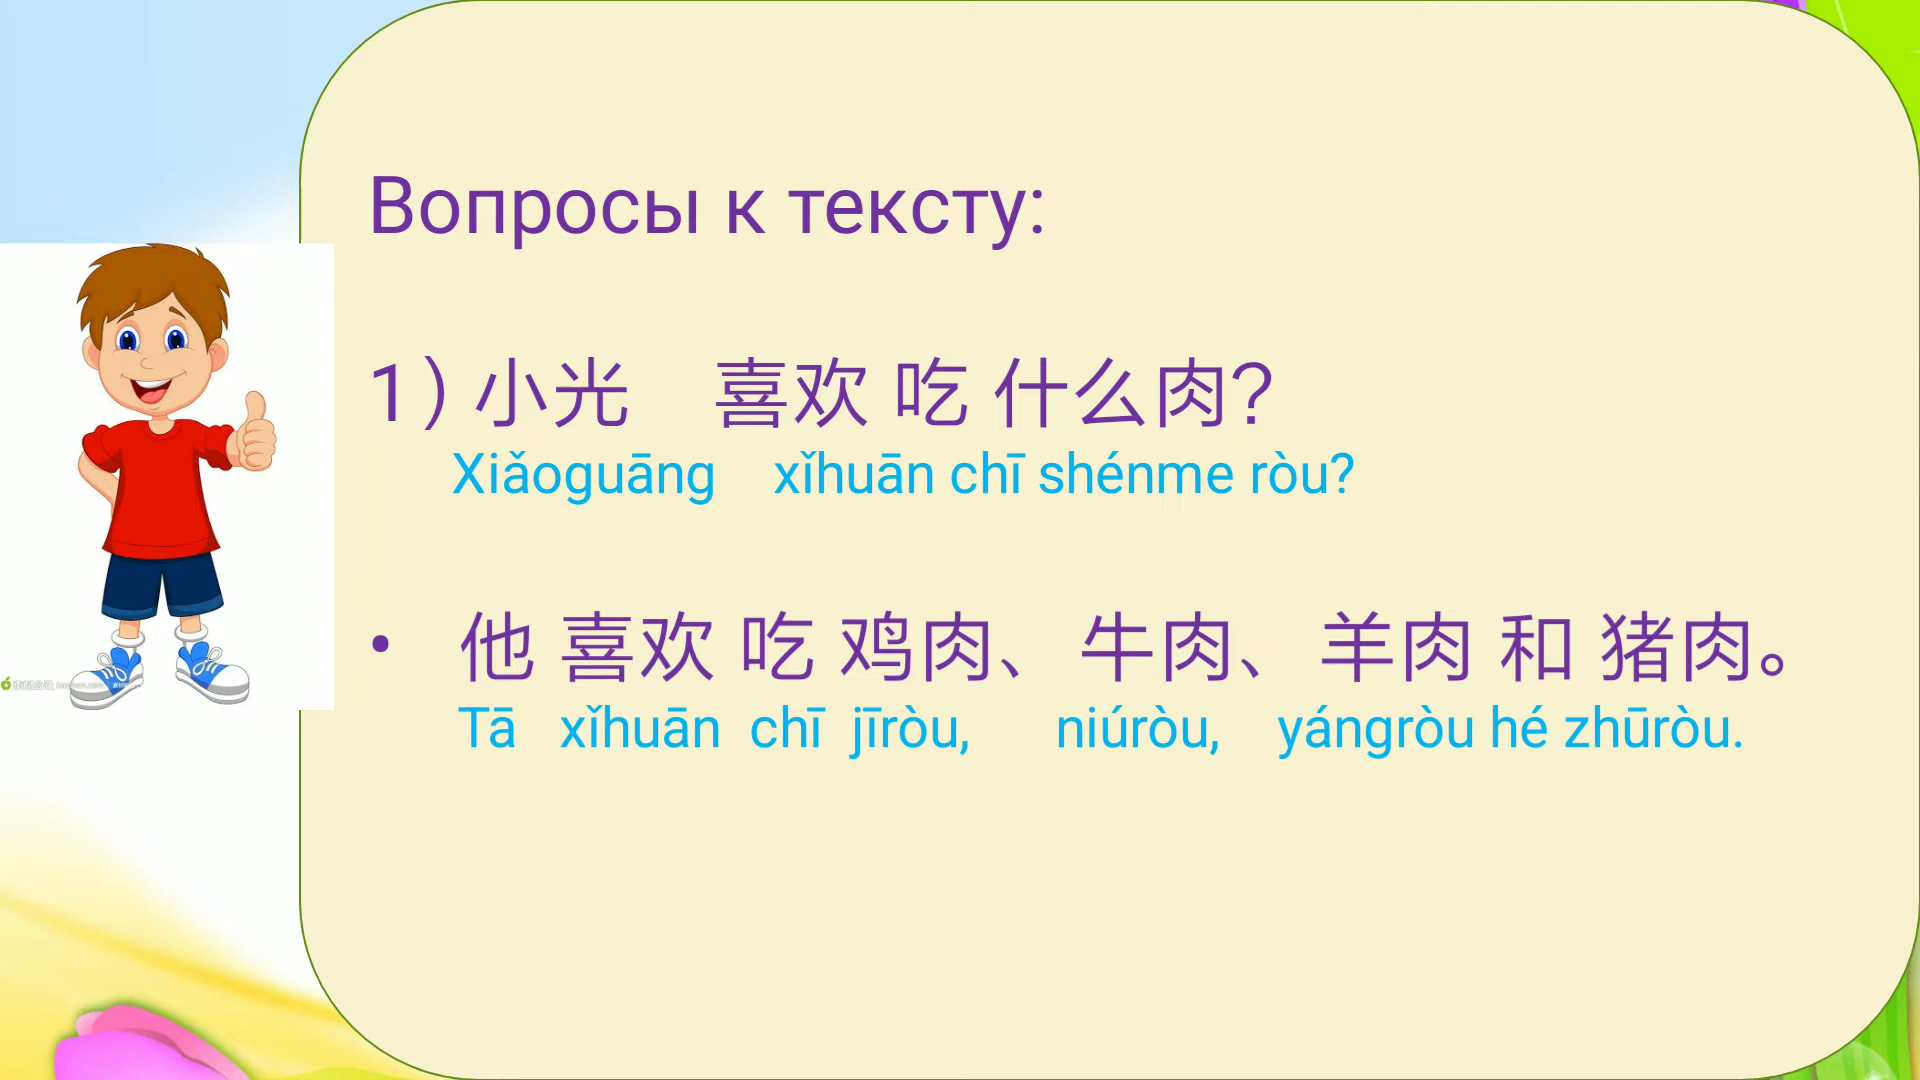 Вопросы к тексту:
1) 小光 喜欢 吃 什么肉?
Xiǎoguāng xǐhuān chī shénme ròu?
• 他 喜欢 吃 鸡肉、牛肉、羊肉 和 猪肉。
Tā xǐhuān chī jīròu, niúròu, yángròu hé zhūròu.